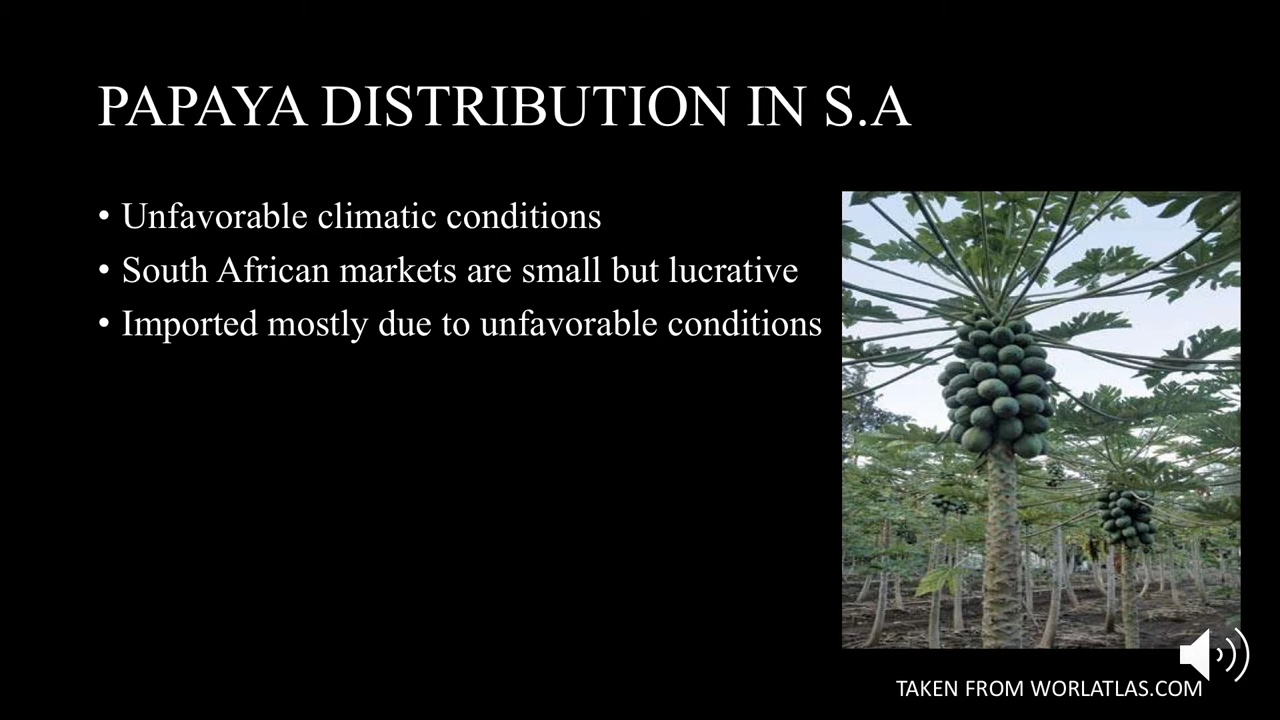 PAPAYA DISTRIBUTION IN S.A
• Unfavorable climatic conditions
• South African markets are small but lucrative
• Imported mostly due to unfavorable conditions
TAKEN FROM WORLATLAS.COM